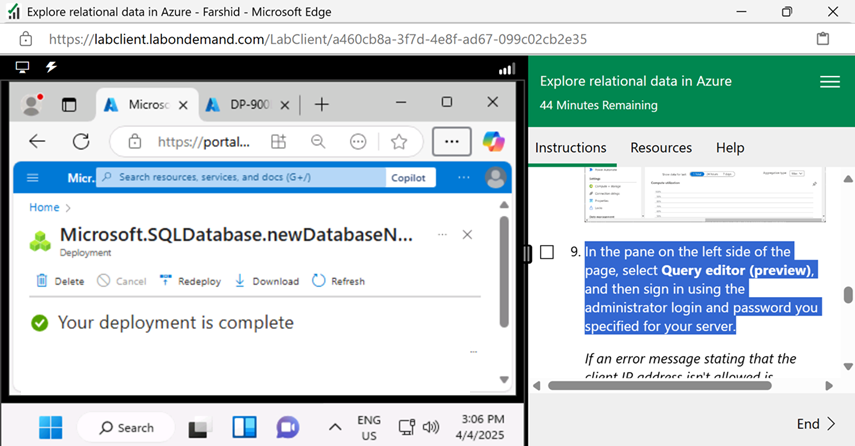 Explore relational data in Azure - Farshid - Microsoft Edge
https://labclient.labondemand.com/LabClient/a460cb8a-3f7d-4e8f-ad67-099c02cb2e35
Microsc
DP-900
https://portal...
Micr...
Search resources, services, and docs (G+/)
Copilot
Home >
Microsoft.SQLDatabase.newDatabaseN...
Deployment
Delete
Cancel
Redeploy
Download
Refresh
Your deployment is complete
Search
ENG
US
3:06 PM
4/4/2025
Explore relational data in Azure
44 Minutes Remaining
Instructions
Resources
Help
9. In the pane on the left side of the
page, select Query editor (preview),
and then sign in using the
administrator login and password you
specified for your server.
If an error message stating that the
client IP address isn't allowed is
End >